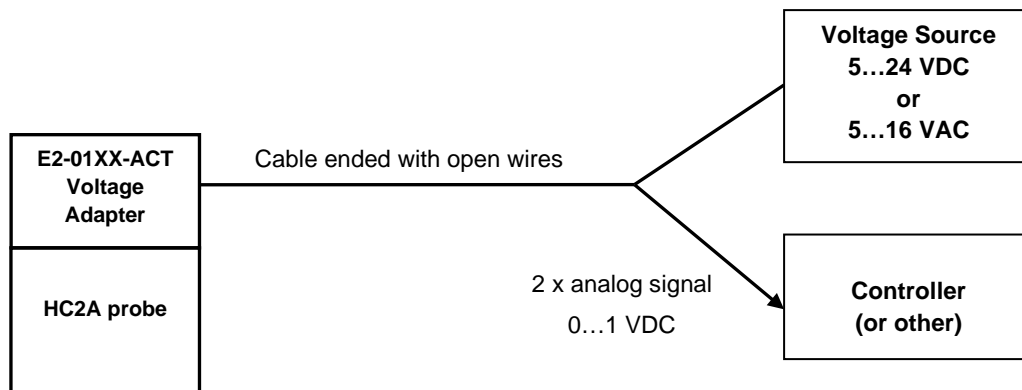 Voltage Source
5…24 VDC
or
5…16 VAC
E2-01XX-ACT
Voltage
Adapter
Cable ended with open wires
HC2A probe
2 x analog signal
0…1 VDC
Controller
(or other)